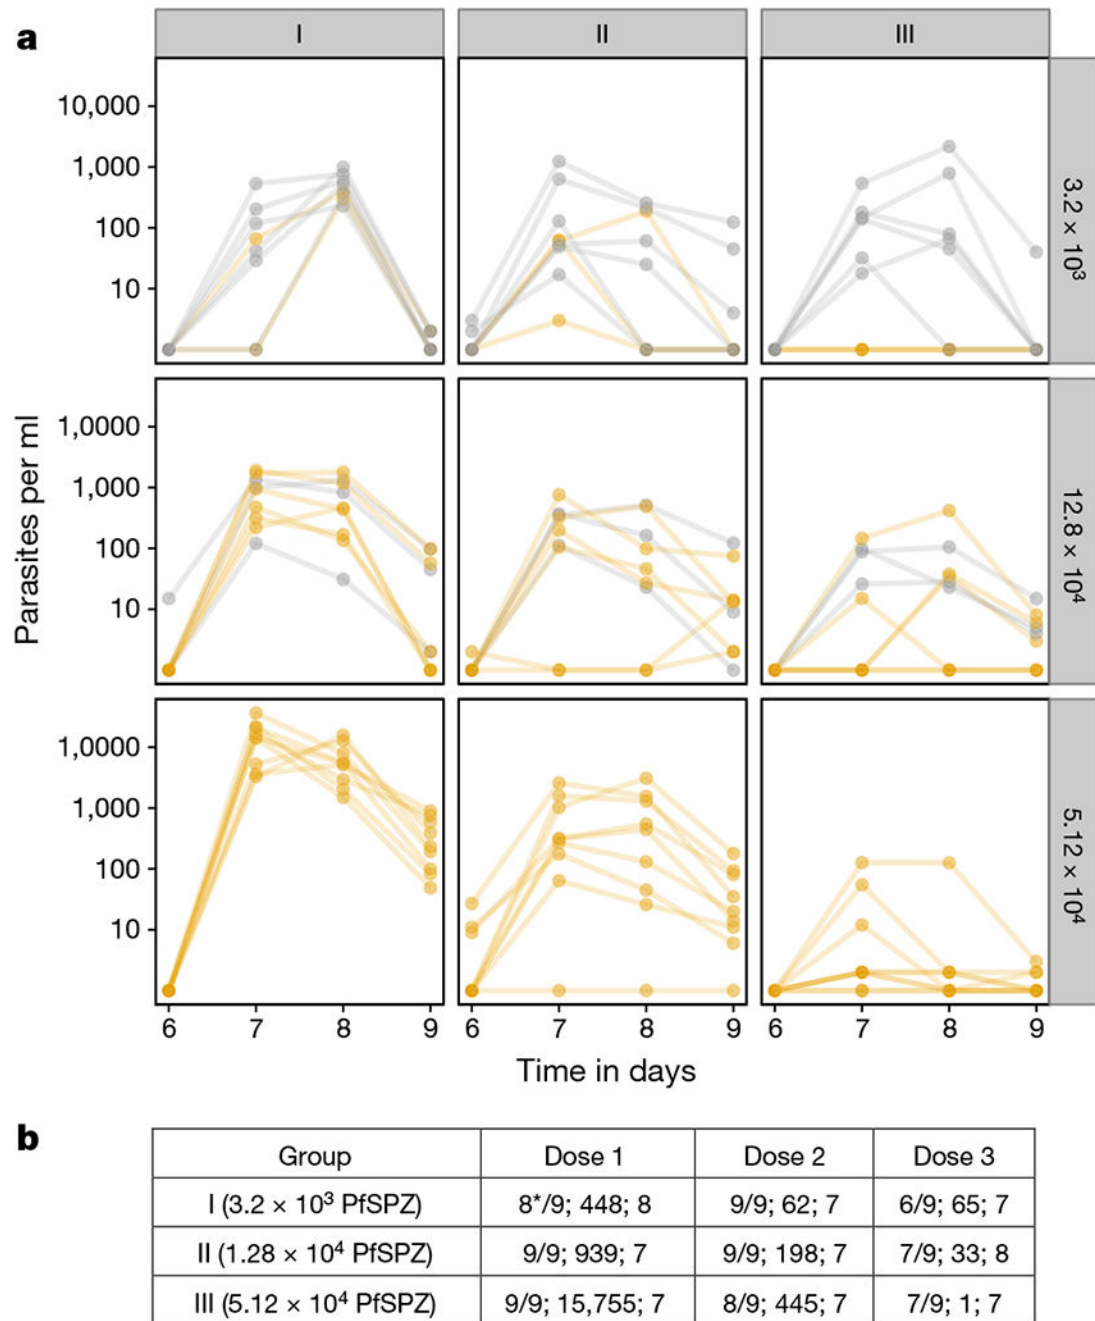 a
I II III
10,000
1,000
100
10
3.2 × 10³
1,0000
1,000
100
10
12.8 × 10⁴
1,0000
1,000
100
10
5.12 × 10⁴
Parasites per ml
6 7 8 9 6 7 8 9 6 7 8 9
Time in days
b
Group Dose 1 Dose 2 Dose 3
I (3.2 × 10³ PfSPZ) 8*/9; 448; 8 9/9; 62; 7 6/9; 65; 7
II (1.28 × 10⁴ PfSPZ) 9/9; 939; 7 9/9; 198; 7 7/9; 33; 8
III (5.12 × 10⁴ PfSPZ) 9/9; 15,755; 7 8/9; 445; 7 7/9; 1; 7